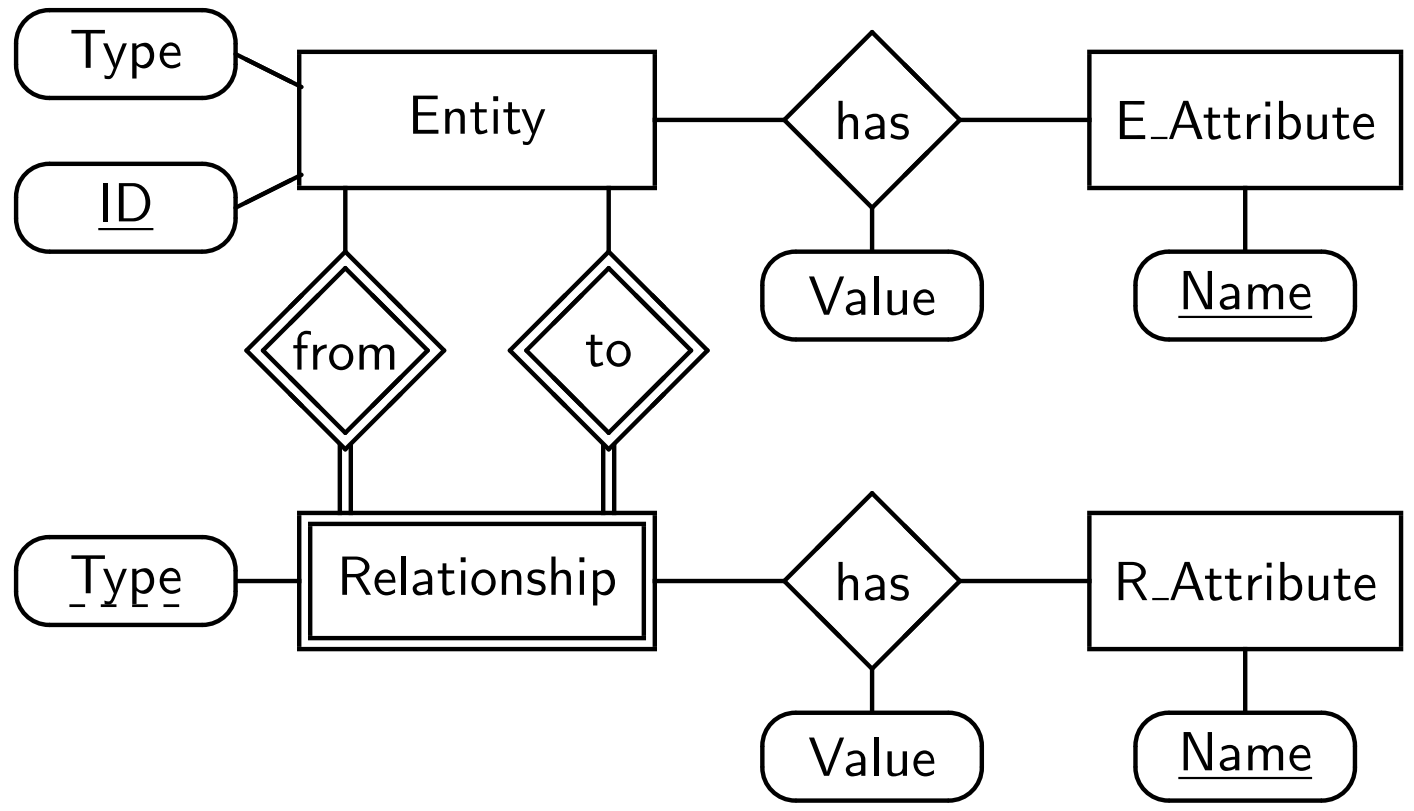 Type
Entity
has
E_Attribute
ID
Value
Name
from
to
Type
Relationship
has
R_Attribute
Value
Name